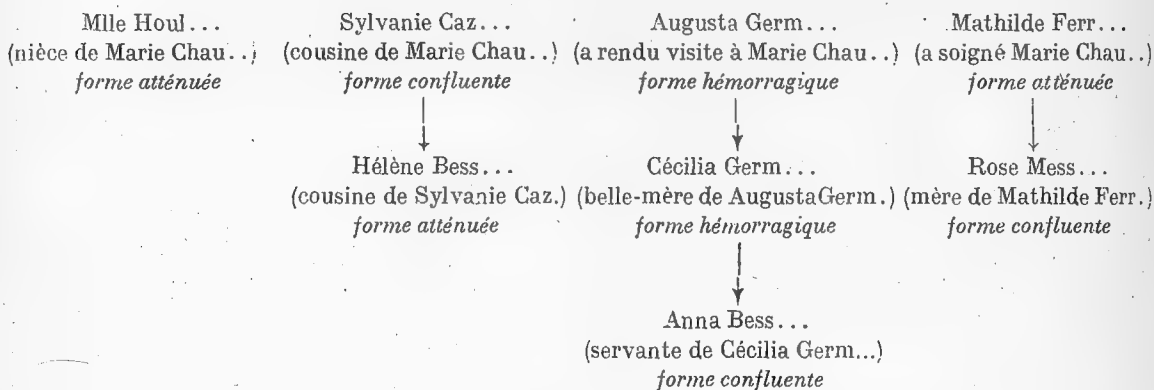 Mlle Houl... Sylvanie Caz... Augusta Germ... Mathilde Ferr...
(nièce de Marie Chau..) (cousine de Marie Chau..) (a rendu visite à Marie Chau..) (a soigné Marie Chau..)
forme atténuée forme confluente forme hémorragique forme atténuée
Hélène Bess... Cécilia Germ... Rose Mess...
(cousine de Sylvanie Caz.) (belle-mère de Augusta Germ.) (mère de Mathilde Ferr.)
forme atténuée forme hémorragique forme confluente
Anna Bess...
(servante de Cécilia Germ...)
forme confluente